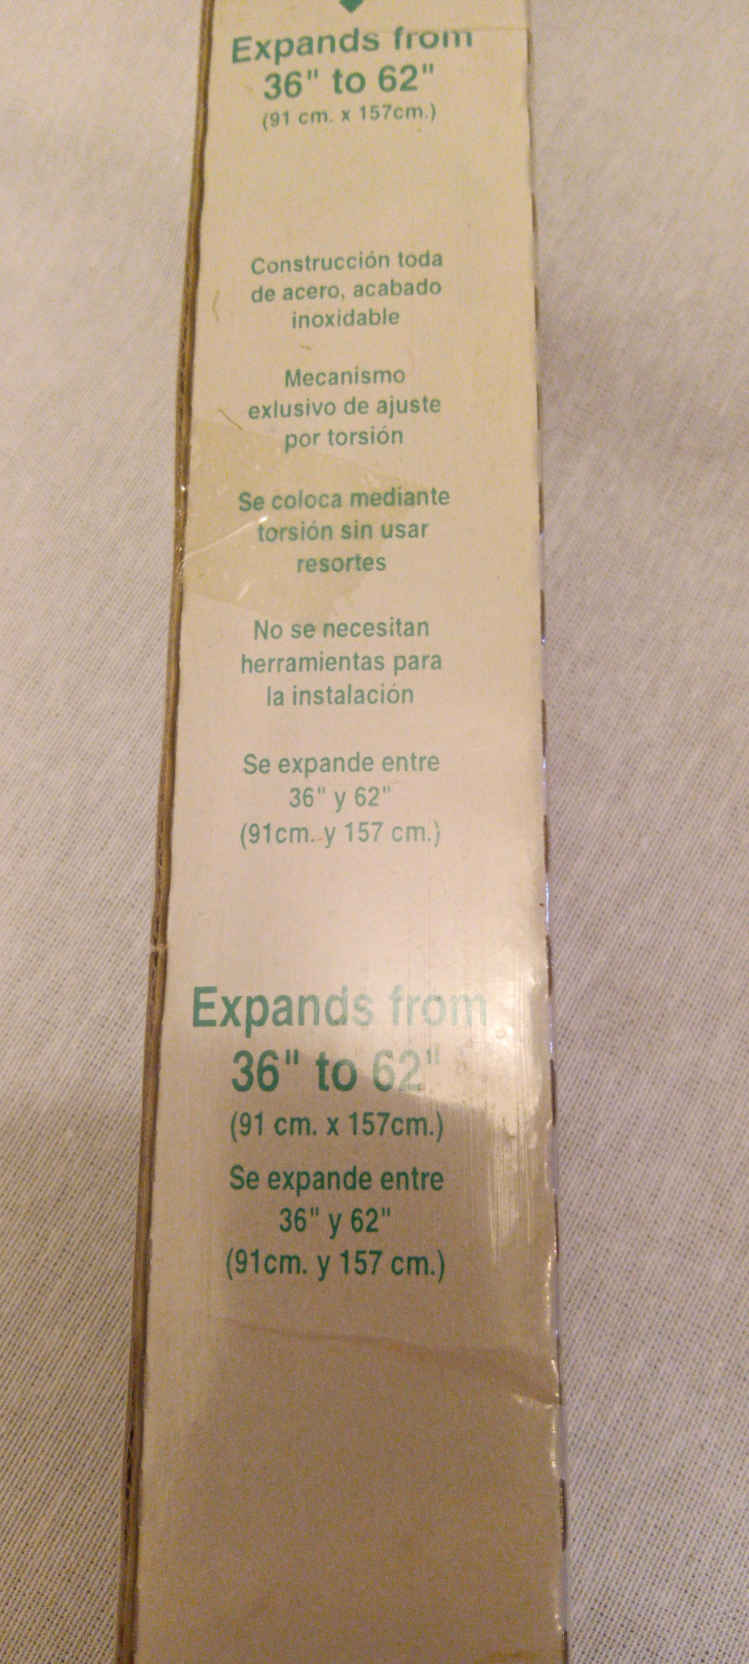 Expands from
36" to 62"
(91 cm. x 157cm.)
Construcción toda
de acero, acabado
inoxidable
Mecanismo
exlusivo de ajuste
por torsión
Se coloca mediante
torsión sin usar
resortes
No se necesitan
herramientas para
la instalación
Se expande entre
36" y 62"
(91cm. y 157 cm.)
Expands from
36" to 62"
(91 cm. x 157cm.)
Se expande entre
36" y 62"
(91cm. y 157 cm.)